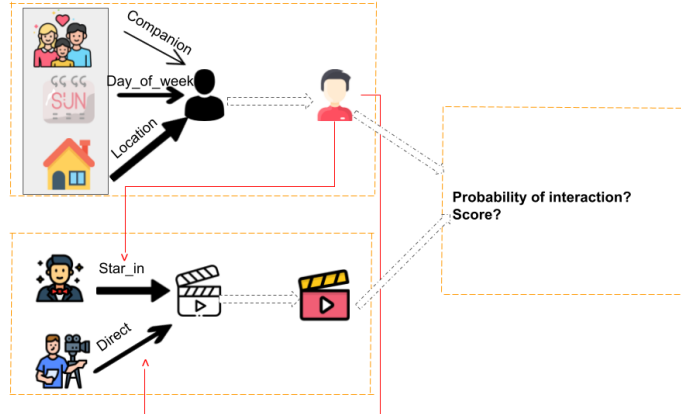 Companion
SUN
Day_of_week
Location
Probability of interaction?
Score?
Star_in
Direct